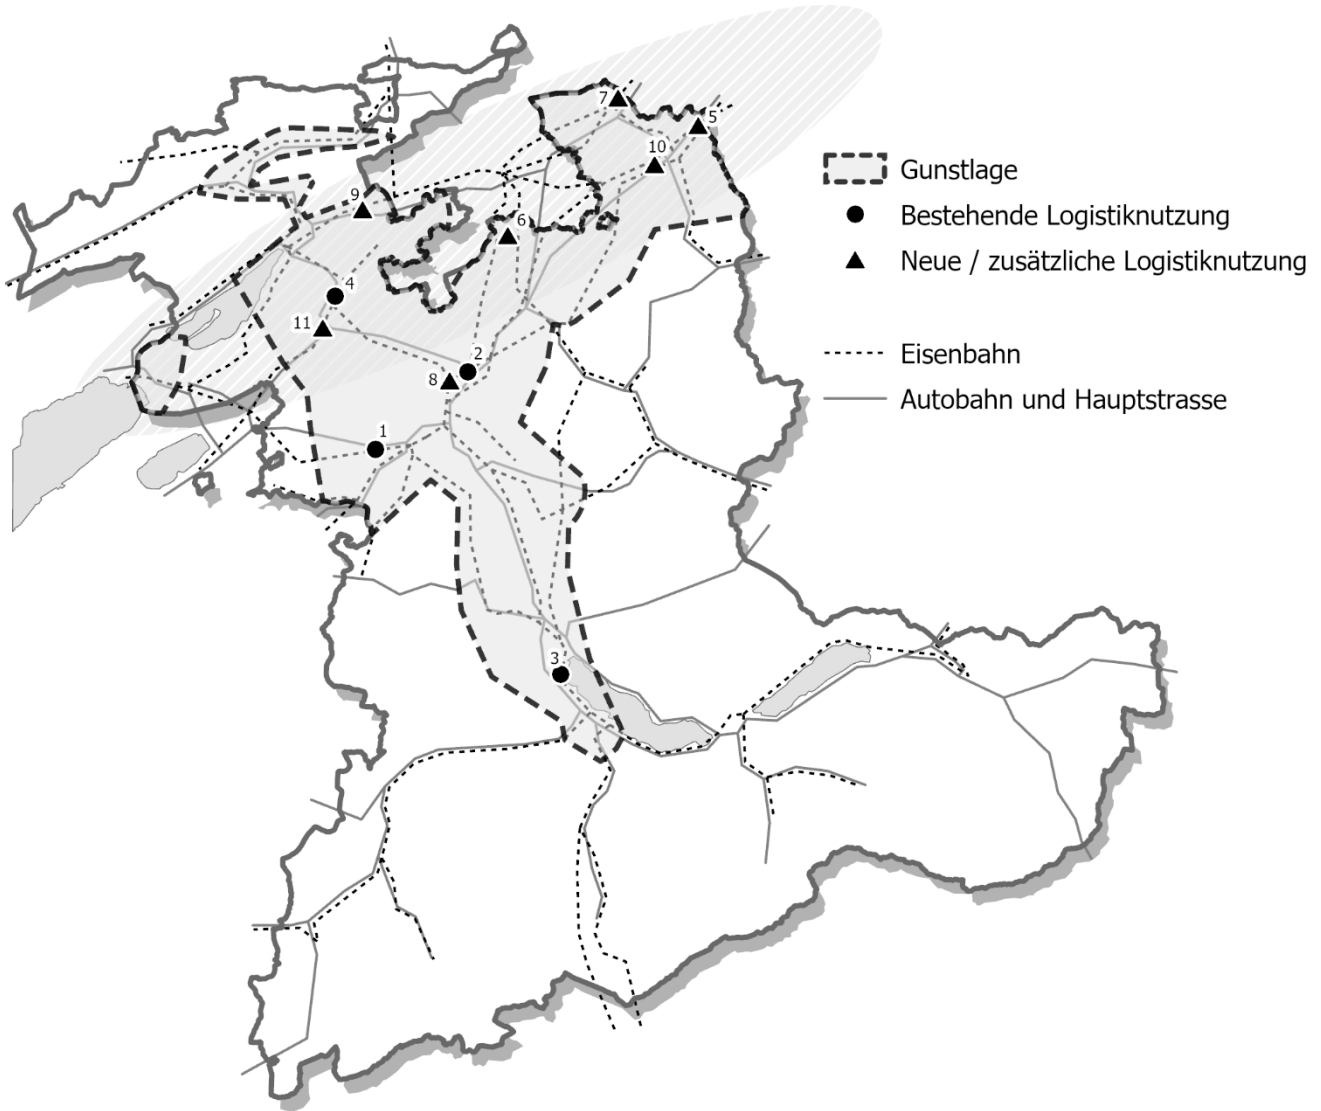 7
5
10
9
6
4
11
2
8
1
3
Gunstlage
Bestehende Logistiknutzung
Neue / zusätzliche Logistiknutzung
Eisenbahn
Autobahn und Hauptstrasse